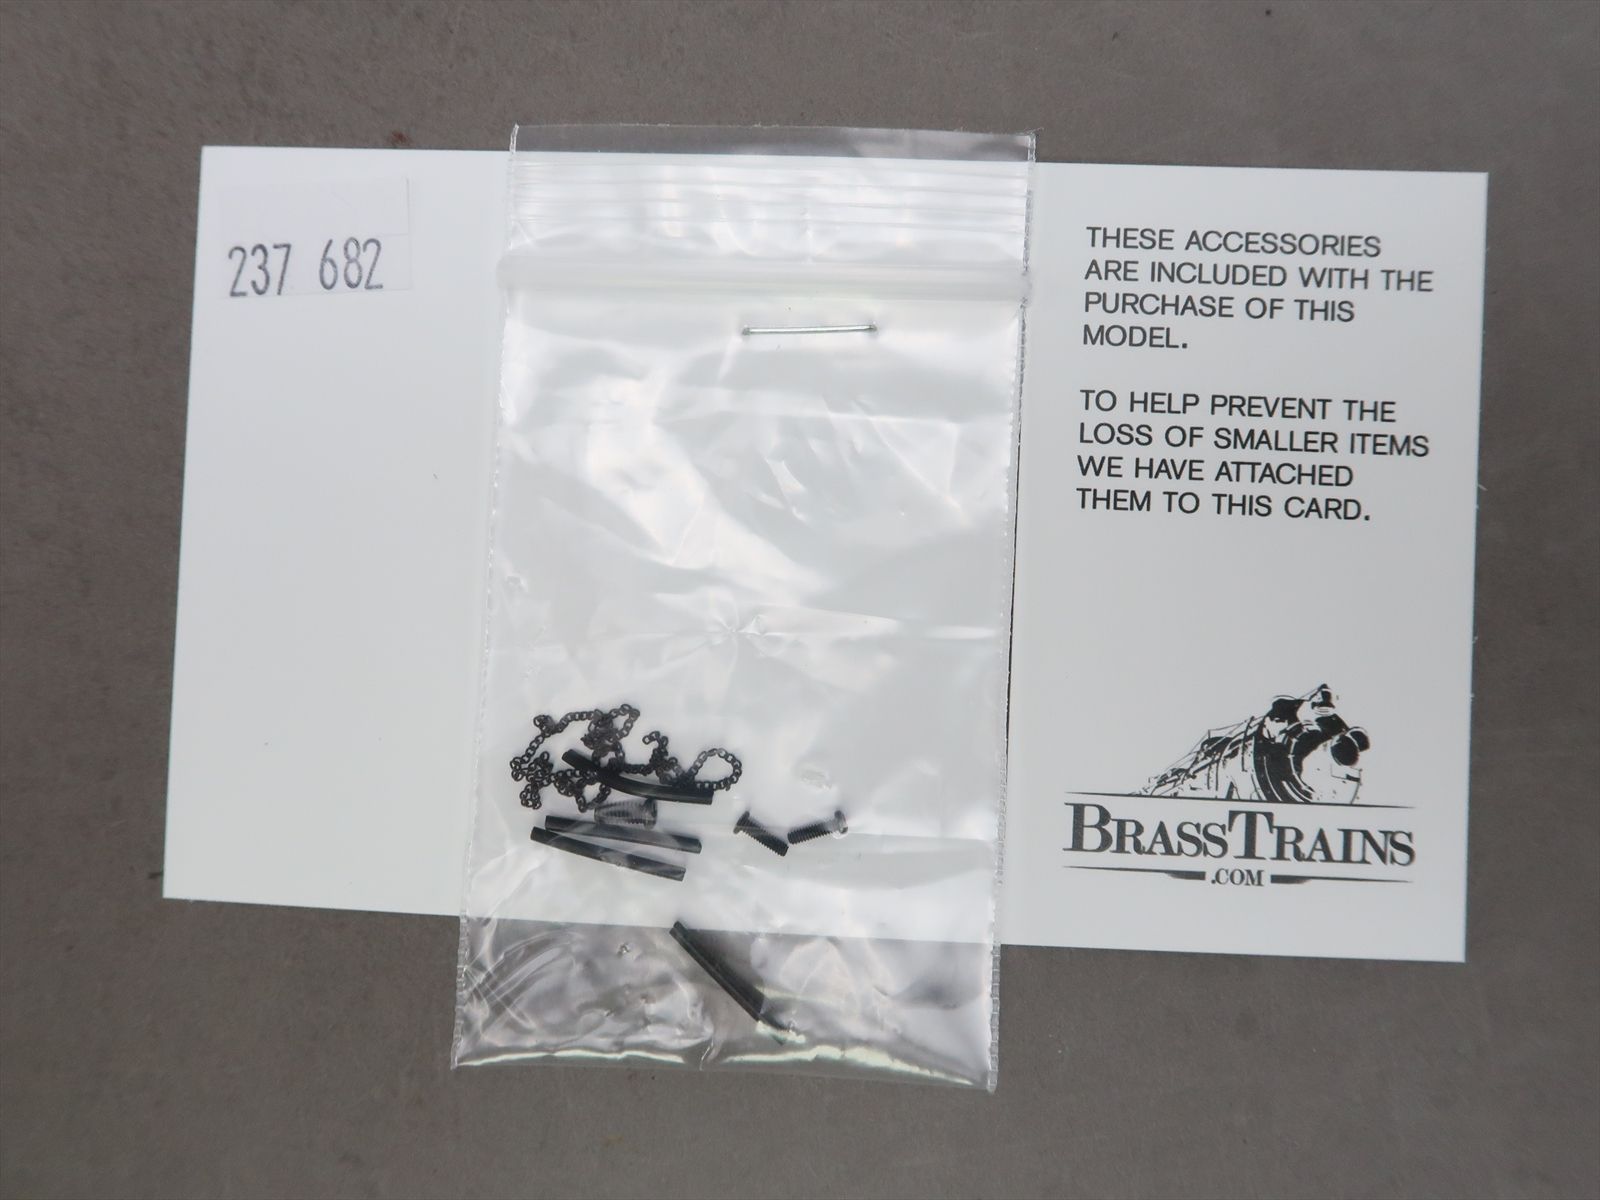 237 682
THESE ACCESSORIES
ARE INCLUDED WITH THE
PURCHASE OF THIS
MODEL.
TO HELP PREVENT THE
LOSS OF SMALLER ITEMS
WE HAVE ATTACHED
THEM TO THIS CARD.
BRASSTRAINS
.COM